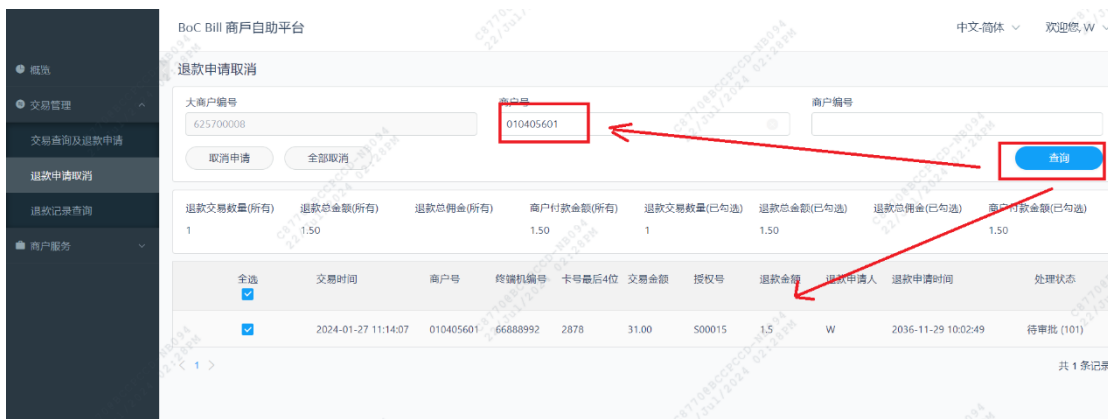 BoC Bill 商戶自助平台
中文-简体
欢迎您, W
概览
交易管理
交易查询及退款申请
退款申请取消
退款记录查询
商户服务
退款申请取消
大商户编号
商户号
商户编号
625700008
010405601
取消申请
全部取消
查询
退款交易数量(所有)
退款总金额(所有)
退款总佣金(所有)
商户付款金额(所有)
退款交易数量(已勾选)
退款总金额(已勾选)
退款总佣金(已勾选)
商户付款金额(已勾选)
1
1.50
1.50
1
1.50
1.50
全选
交易时间
商户号
终端机编号
卡号最后4位
交易金额
授权号
退款金额
退款申请人
退款申请时间
处理状态
2024-01-27 11:14:07
010405601
66888992
2878
31.00
S00015
1.5
W
2036-11-29 10:02:49
待审批 (101)
1
共 1 条记录